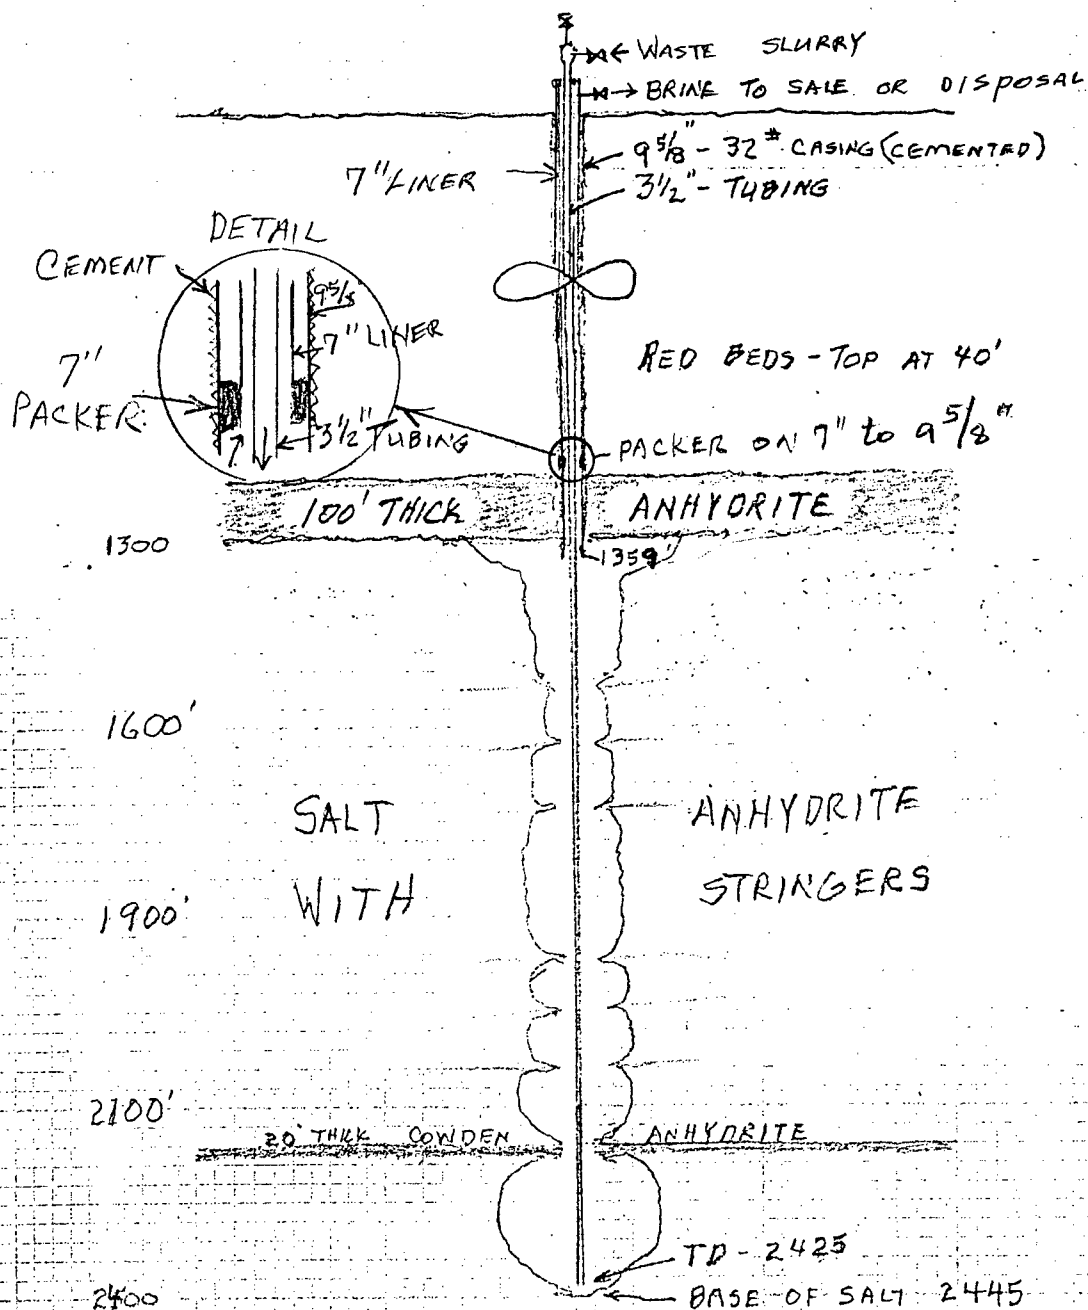 WASTE SLURRY
BRINE TO SALE OR DISPOSAL
9 5/8" - 32# CASING (CEMENTED)
7" LINER
3 1/2" - TUBING
DETAIL
CEMENT
9 5/8
7" LINER
7"
PACKER
3 1/2" TUBING
RED BEDS - TOP AT 40'
PACKER ON 7" to 9 5/8"
100' THICK ANHYDRITE
1300
1359'
1600'
SALT ANHYDRITE
WITH STRINGERS
1900'
2100'
20' THICK COWDEN ANHYDRITE
TD - 2425
2400
BASE OF SALT 2445